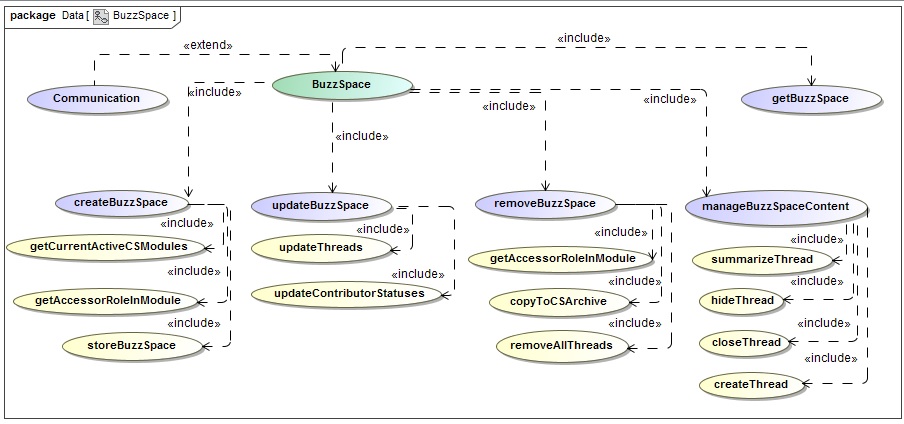 package Data [ BuzzSpace ]
«extend»
«include»
BuzzSpace
Communication
«include»
«include»
«include»
getBuzzSpace
«include»
createBuzzSpace
updateBuzzSpace
removeBuzzSpace
manageBuzzSpaceContent
«include»
«include»
«include»
«include»
getCurrentActiveCSModules
updateThreads
getAccessorRoleInModule
summarizeThread
«include»
«include»
«include»
«include»
getAccessorRoleInModule
updateContributorStatuses
copyToCSArchive
hideThread
«include»
«include»
«include»
storeBuzzSpace
removeAllThreads
closeThread
«include»
createThread